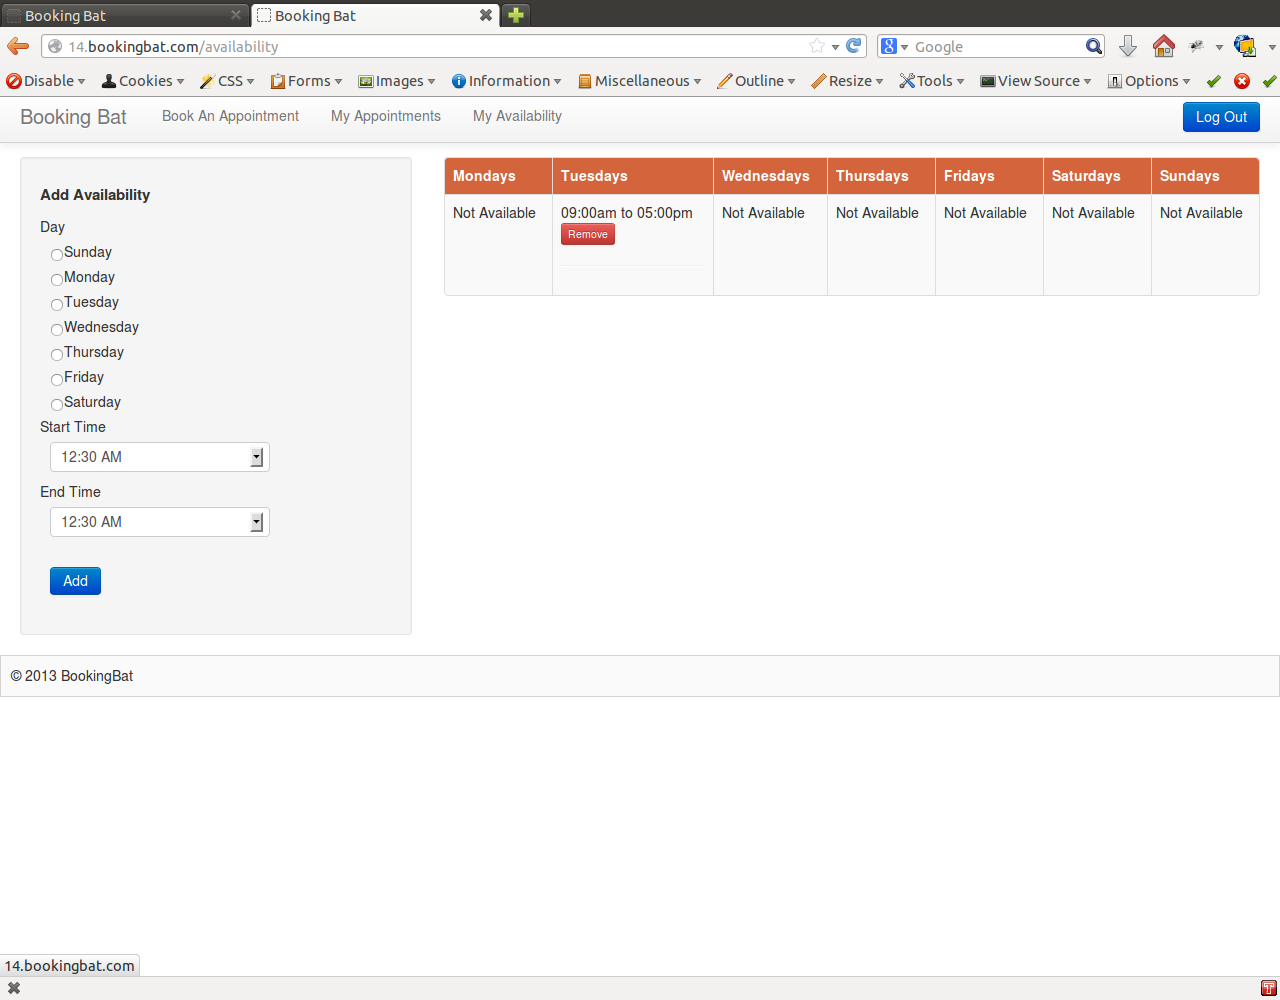 Booking Bat
Booking Bat
14.bookingbat.com/availability
Google
Disable Cookies CSS Forms Images Information Miscellaneous Outline Resize Tools View Source Options
Booking Bat Book An Appointment My Appointments My Availability Log Out
Add Availability
Day
Sunday
Monday
Tuesday
Wednesday
Thursday
Friday
Saturday
Start Time
12:30 AM
End Time
12:30 AM
Add
Mondays Tuesdays Wednesdays Thursdays Fridays Saturdays Sundays
Not Available 09:00am to 05:00pm Not Available Not Available Not Available Not Available Not Available
Remove
© 2013 BookingBat
14.bookingbat.com